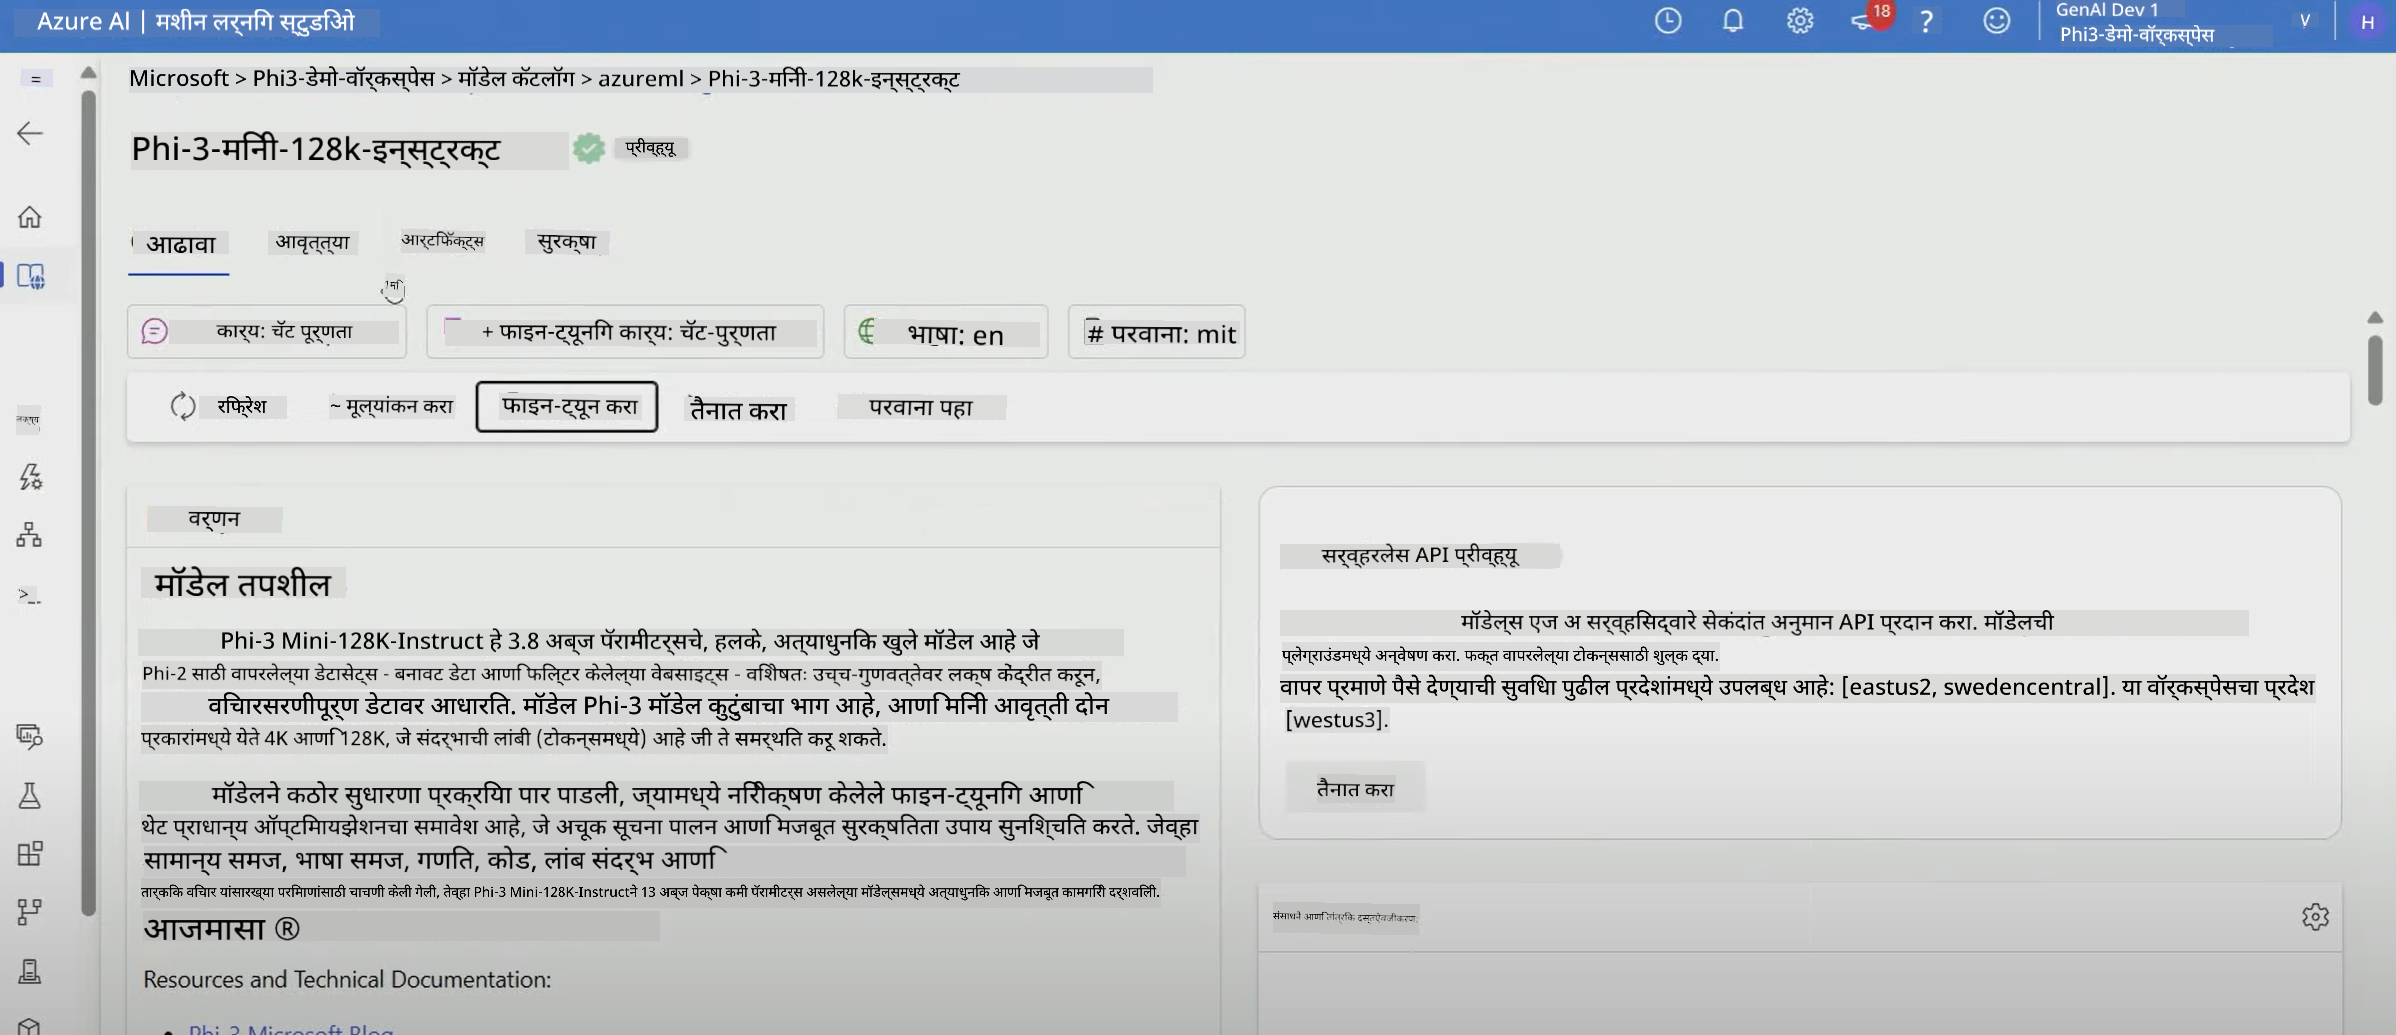 Azure AI | मशीन लर्निंग स्टुडिओ
18
?
GenAI Dev 1
Phi3-डेमो-वॉर्कस्पेस
V
H
Microsoft > Phi3-डेमो-वॉर्कस्पेस > मॉडेल कॅटलॉग > azureml > Phi-3-मिनी-128k-इन्स्ट्रक्ट
Phi-3-मिनी-128k-इन्स्ट्रक्ट
प्रीव्ह्यू
आढावा
आवृत्त्या
आर्टिफॅक्ट्स
सुरक्षा
कार्य: चॅट पूर्णता
+ फाइन-ट्यूनिंग कार्य: चॅट-पुर्णता
भाषा: en
# परवाना: mit
रिफ्रेश
~ मूल्यांकन करा
फाइन-ट्यून करा
तैनात करा
परवाना पहा
वर्णन
मॉडेल तपशील
Phi-3 Mini-128K-Instruct हे 3.8 अब्ज पॅरामीटर्सचे, हलके, अत्याधुनिक खुले मॉडेल आहे जे
Phi-2 साठी वापरलेल्या डेटासेट्स - बनावट डेटा आणि फिल्टर केलेल्या वेबसाइट्स - विशेषतः उच्च-गुणवत्तेवर लक्ष केंद्रीत करून,
विचारसरणीपूर्ण डेटावर आधारित. मॉडेल Phi-3 मॉडेल कुटुंबाचा भाग आहे, आणि मिनी आवृत्ती दोन
प्रकारांमध्ये येते 4K आणि 128K, जे संदर्भाची लांबी (टोकन्समध्ये) आहे जी ते समर्थित करू शकते.
मॉडेलने कठोर सुधारणा प्रक्रिया पार पाडली, ज्यामध्ये निरीक्षण केलेले फाइन-ट्यूनिंग आणि
थेट प्राधान्य ऑप्टिमायझेशनचा समावेश आहे, जे अचूक सूचना पालन आणि मजबूत सुरक्षितता उपाय सुनिश्चित करते. जेव्हा
सामान्य समज, भाषा समज, गणित, कोड, लांब संदर्भ आणि
तार्किक विचार यांसारख्या परिमाणांसाठी चाचणी केली गेली, तेव्हा Phi-3 Mini-128K-Instructने 13 अब्ज पेक्षा कमी पॅरामीटर्स असलेल्या मॉडेल्समध्ये अत्याधुनिक आणि मजबूत कामगिरी दर्शवली.
आजमासा ®
Resources and Technical Documentation:
Phi-3 Microsoft Blog
सर्व्हरलेस API प्रीव्ह्यू
मॉडेल्स एज अ सर्व्हिसद्वारे सेकंदांत अनुमान API प्रदान करा. मॉडेलची
प्लेग्राउंडमध्ये अन्वेषण करा. फक्त वापरलेल्या टोकन्ससाठी शुल्क द्या.
वापर प्रमाणे पैसे देण्याची सुविधा पुढील प्रदेशांमध्ये उपलब्ध आहे: [eastus2, swedencentral]. या वॉर्कस्पेसचा प्रदेश
[westus3].
तैनात करा
संसाधने आणि तांत्रिक दस्तऐवजीकरण: